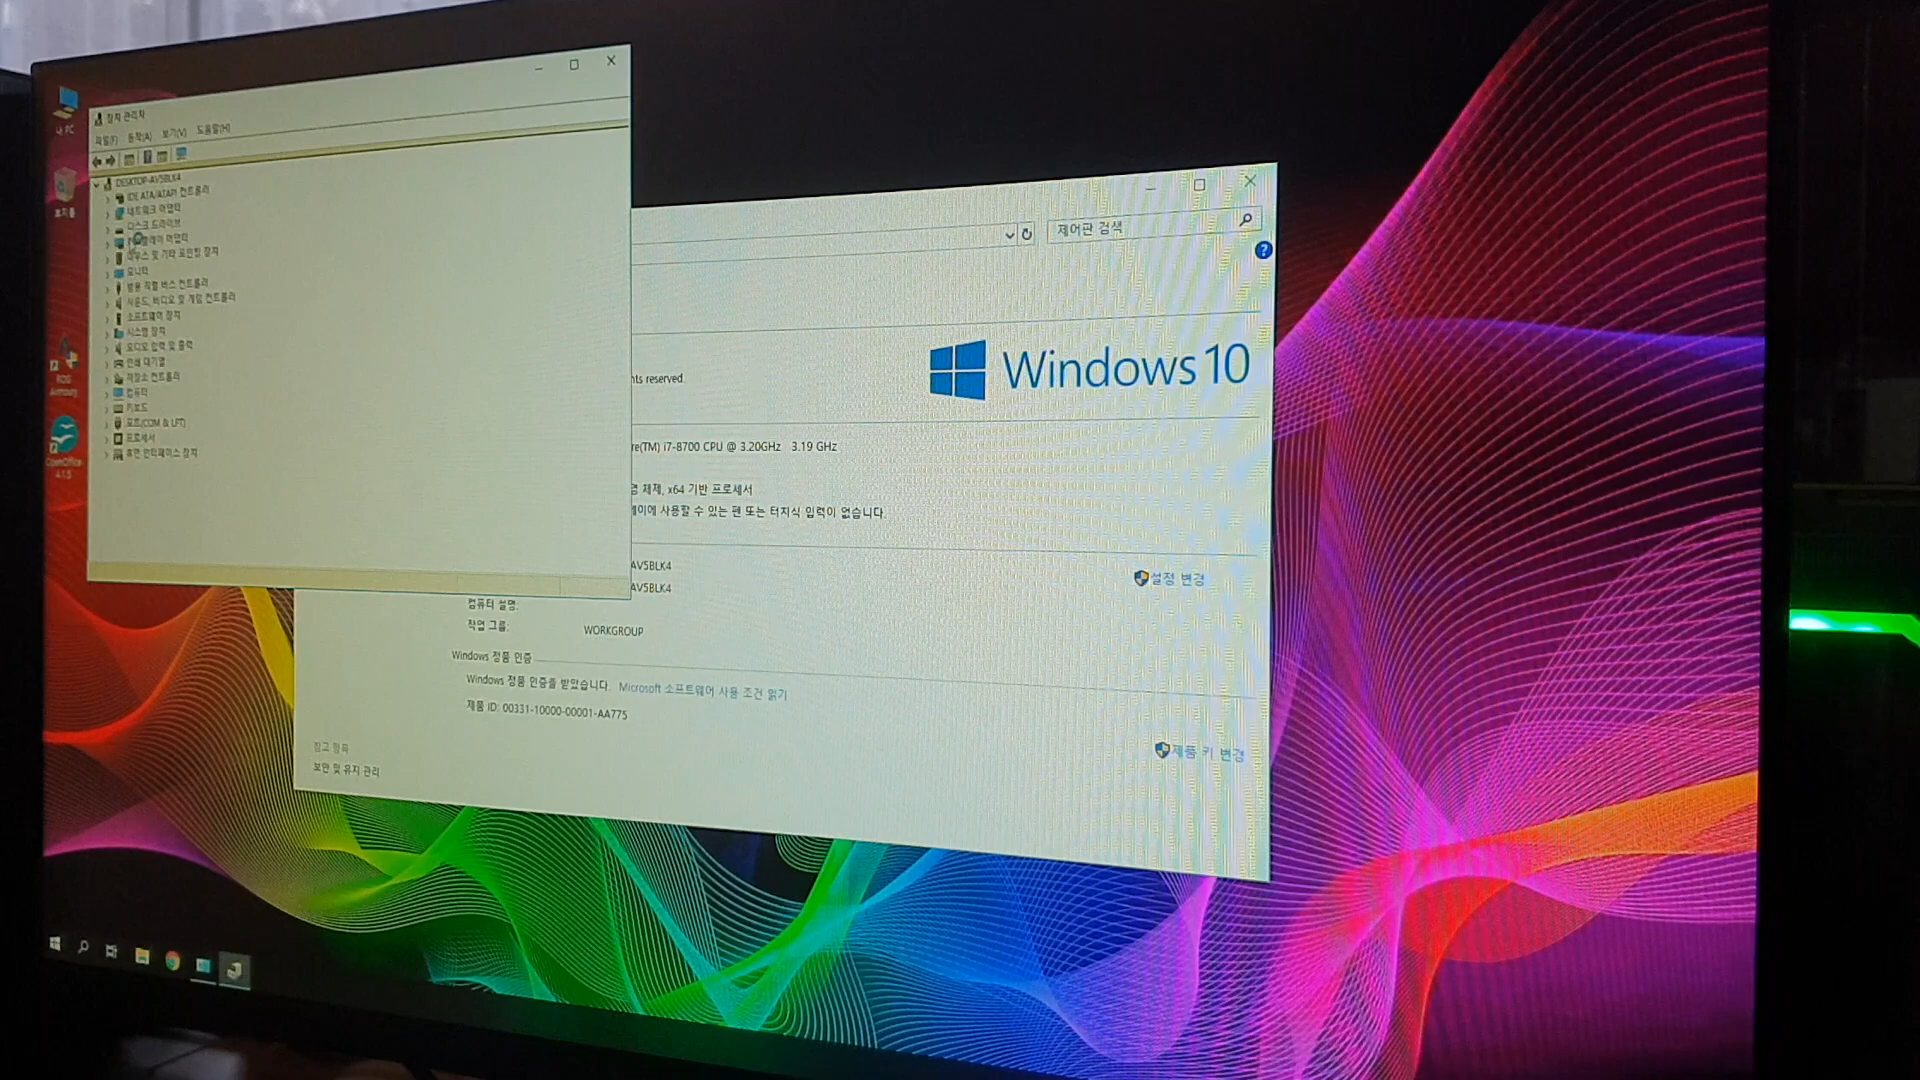 내 PC
휴지통
ROG
Armoury
OpenOffice
4.1.5
장치 관리자
파일(F) 동작(A) 보기(V) 도움말(H)
DESKTOP-AV5BLK4
IDE ATA/ATAPI 컨트롤러
네트워크 어댑터
디스크 드라이브
플레이 어댑터
마우스 및 기타 포인팅 장치
모니터
범용 직렬 버스 컨트롤러
사운드, 비디오 및 게임 컨트롤러
소프트웨어 장치
시스템 장치
오디오 입력 및 출력
인쇄 대기열
저장소 컨트롤러
컴퓨터
키보드
포트(COM & LPT)
프로세서
휴먼 인터페이스 장치
제어판 검색
hts reserved.
Windows 10
re(TM) i7-8700 CPU @ 3.20GHz 3.19 GHz
체제, x64 기반 프로세서
레이에 사용할 수 있는 펜 또는 터치식 입력이 없습니다.
AV5BLK4
설정 변경
AV5BLK4
컴퓨터 설명:
작업 그룹: WORKGROUP
Windows 정품 인증
Windows 정품 인증을 받았습니다. Microsoft 소프트웨어 사용 조건 읽기
제품 ID: 00331-10000-00001-AA775
제품 키 변경
참고 항목
보안 및 유지 관리